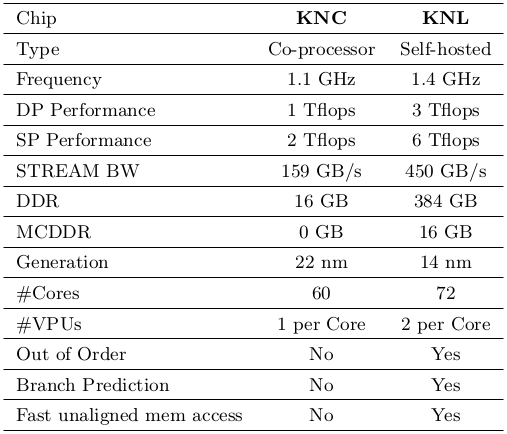 Chip KNC KNL
Type Co-processor Self-hosted
Frequency 1.1 GHz 1.4 GHz
DP Performance 1 Tflops 3 Tflops
SP Performance 2 Tflops 6 Tflops
STREAM BW 159 GB/s 450 GB/s
DDR 16 GB 384 GB
MCDDR 0 GB 16 GB
Generation 22 nm 14 nm
#Cores 60 72
#VPUs 1 per Core 2 per Core
Out of Order No Yes
Branch Prediction No Yes
Fast unaligned mem access No Yes